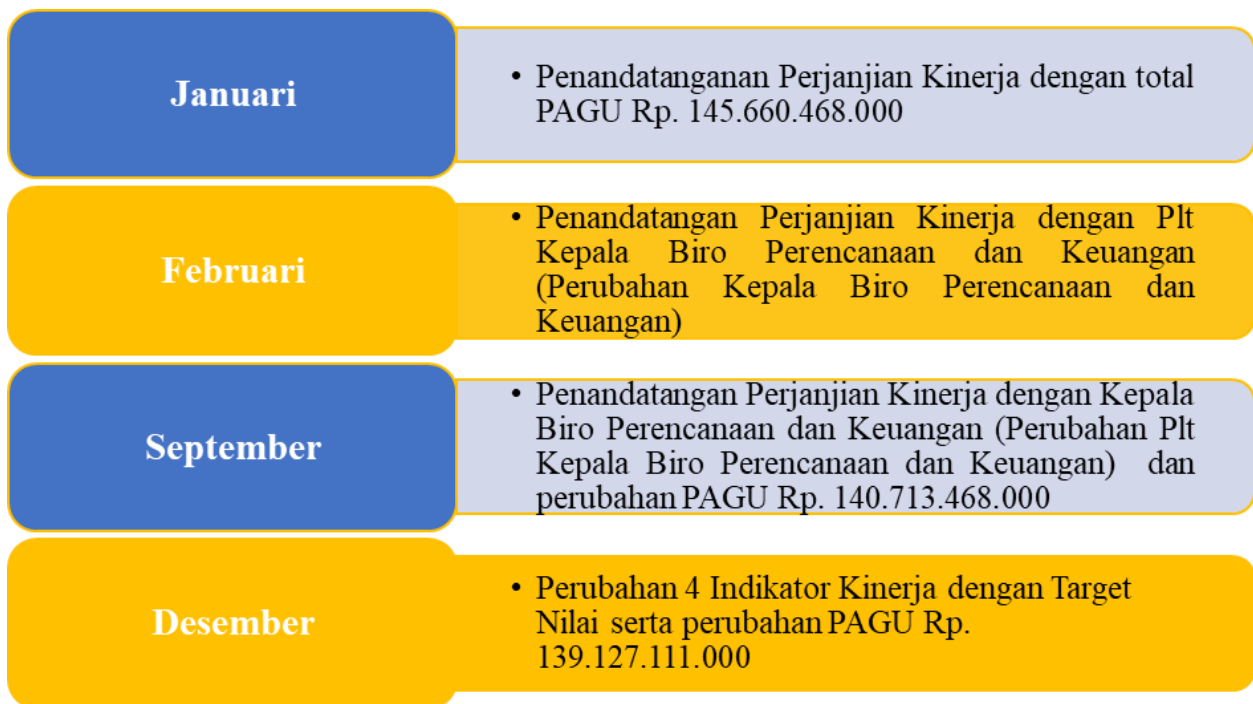 Januari
• Penandatanganan Perjanjian Kinerja dengan total
PAGU Rp. 145.660.468.000
Februari
• Penandatangan Perjanjian Kinerja dengan Plt
Kepala Biro Perencanaan dan Keuangan
(Perubahan Kepala Biro Perencanaan dan
Keuangan)
September
• Penandatangan Perjanjian Kinerja dengan Kepala
Biro Perencanaan dan Keuangan (Perubahan Plt
Kepala Biro Perencanaan dan Keuangan) dan
perubahan PAGU Rp. 140.713.468.000
Desember
• Perubahan 4 Indikator Kinerja dengan Target
Nilai serta perubahan PAGU Rp.
139.127.111.000